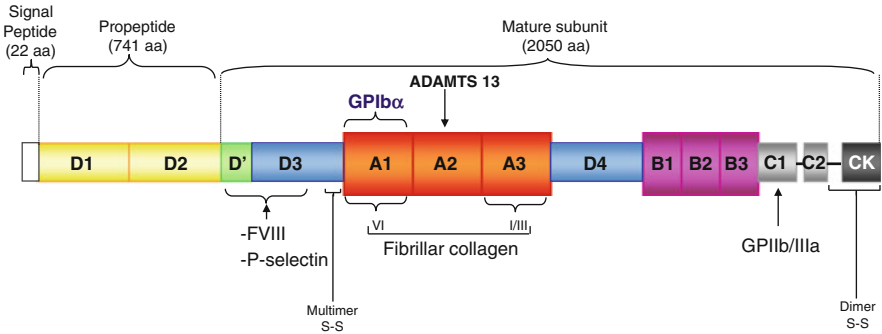 Signal
Peptide
(22 aa)
Propeptide
(741 aa)
Mature subunit
(2050 aa)
ADAMTS 13
GPIbα
D1 D2 D' D3 A1 A2 A3 D4 B1 B2 B3 C1 C2 CK
-FVIII
-P-selectin
VI I/III
Fibrillar collagen
GPIIb/IIIa
Multimer
S-S
Dimer
S-S